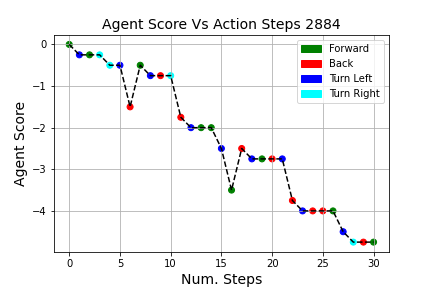 Agent Score Vs Action Steps 2884
Agent Score
0
−1
−2
−3
−4
Forward
Back
Turn Left
Turn Right
0 5 10 15 20 25 30
Num. Steps